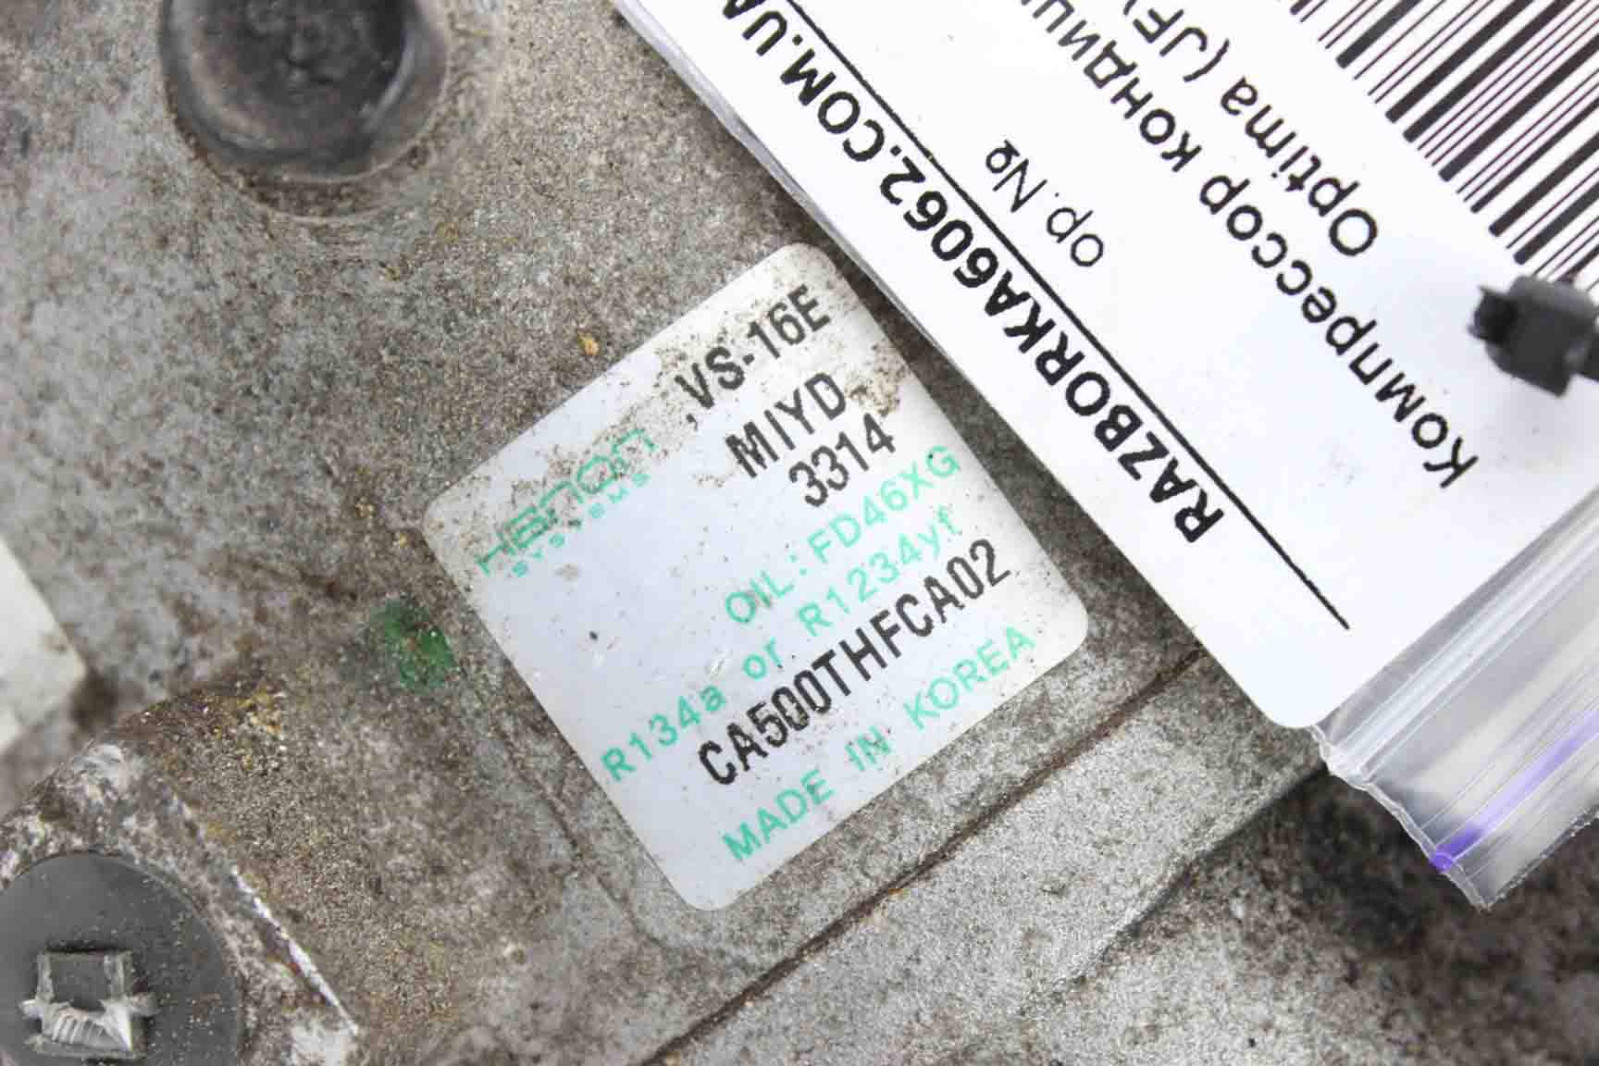 Hanon
SYSTEMS
VS-16E
MIYD
3314
OIL: FD46XG
R134a or R1234yf
CA500THFCA02
MADE IN KOREA
RAZBORKA6062.COM.UA
ор.№
Компрессор
Optima (JF)